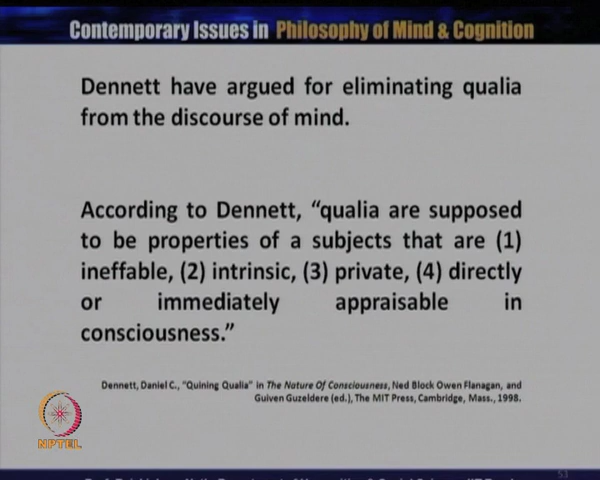 Contemporary Issues in Philosophy of Mind & Cognition
Dennett have argued for eliminating qualia
from the discourse of mind.
According to Dennett, “qualia are supposed
to be properties of a subjects that are (1)
ineffable, (2) intrinsic, (3) private, (4) directly
or immediately appraisable in
consciousness.”
Dennett, Daniel C., "Quining Qualia" in The Nature Of Consciousness, Ned Block Owen Flanagan, and
Guiven Guzeldere (ed.), The MIT Press, Cambridge, Mass., 1998.
NPTEL
53